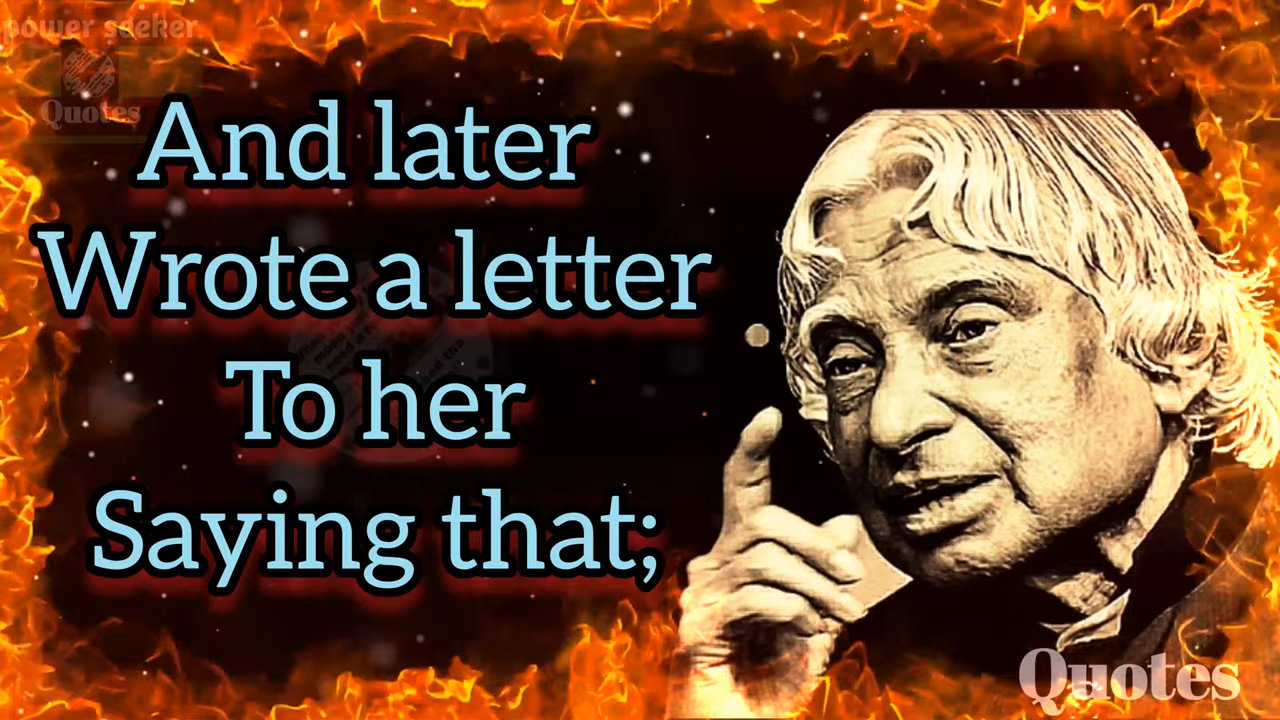 power seeker
Quotes
And later
Wrote a letter
To her
Saying that;
Quotes